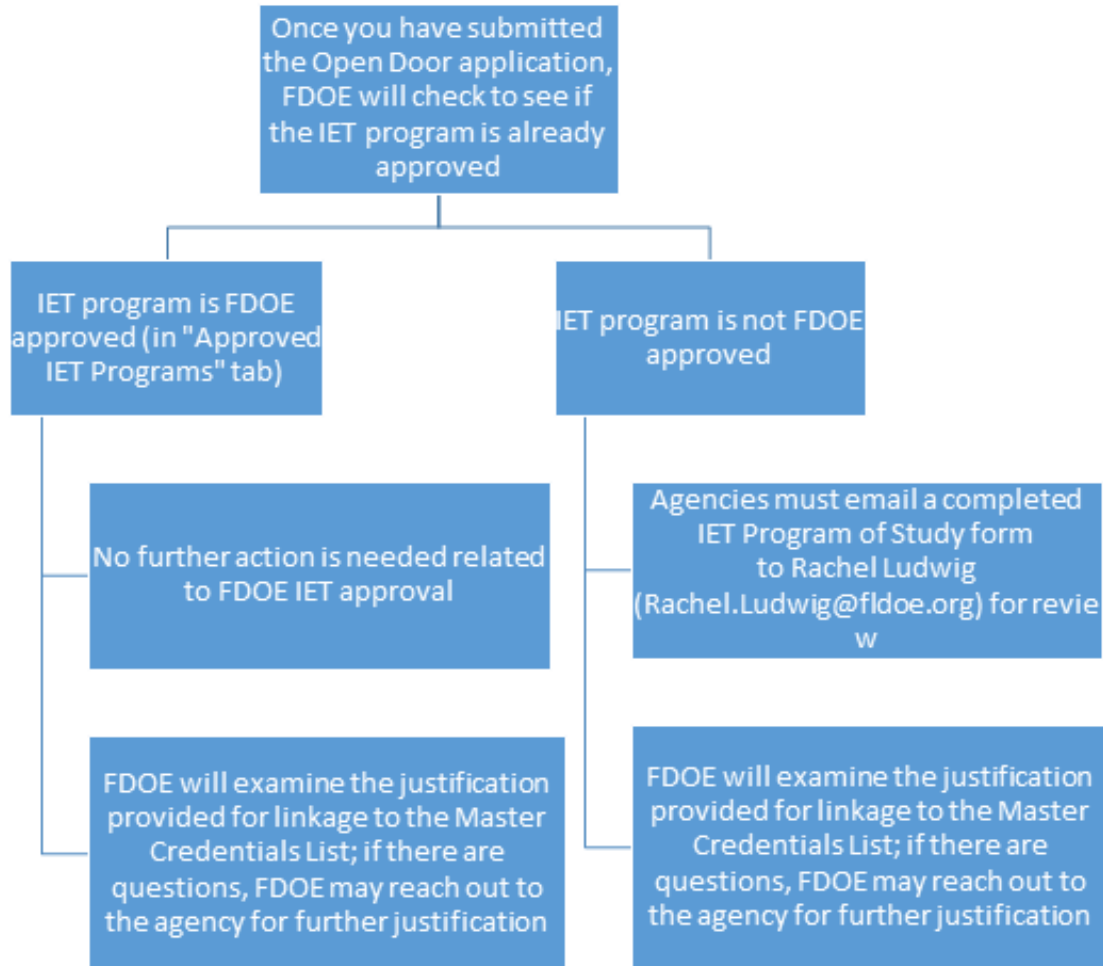 Once you have submitted
the Open Door application,
FDOE will check to see if
the IET program is already
approved
IET program is FDOE
approved (in "Approved
IET Programs" tab)
IET program is not FDOE
approved
No further action is needed related
to FDOE IET approval
Agencies must email a completed
IET Program of Study form
to Rachel Ludwig
(Rachel.Ludwig@fldoe.org) for revie
w
FDOE will examine the justification
provided for linkage to the Master
Credentials List; if there are
questions, FDOE may reach out to
the agency for further justification
FDOE will examine the justification
provided for linkage to the Master
Credentials List; if there are
questions, FDOE may reach out to
the agency for further justification